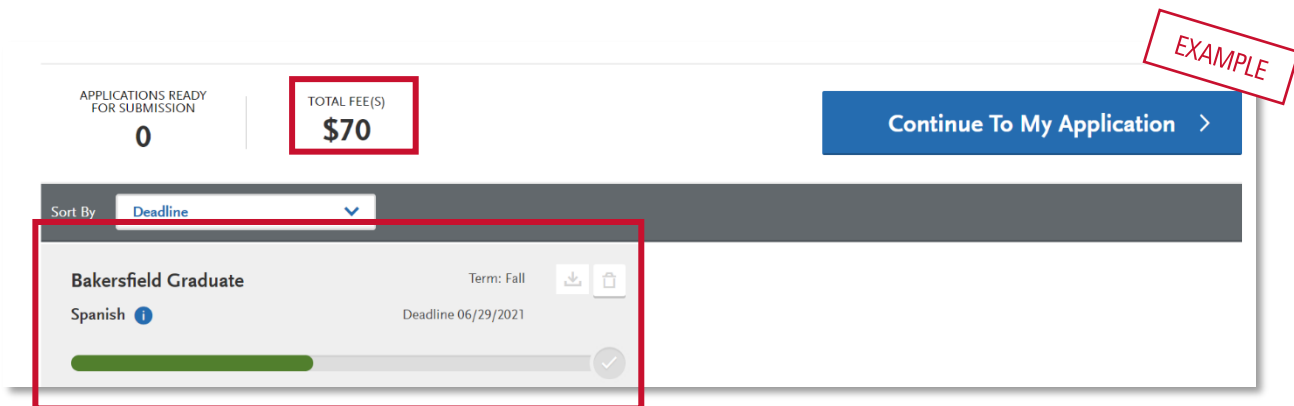 EXAMPLE
APPLICATIONS READY
FOR SUBMISSION
0
TOTAL FEE(S)
$70
Continue To My Application
Sort By
Deadline
Bakersfield Graduate
Term: Fall
Spanish
Deadline 06/29/2021